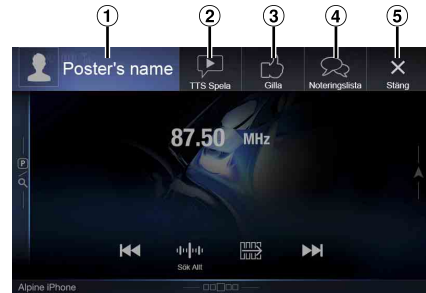 1 2 3 4 5
Poster's name
TTS Spela Gilla Noteringslista Stäng
87.50 MHz
P
Sök Allt
Alpine iPhone